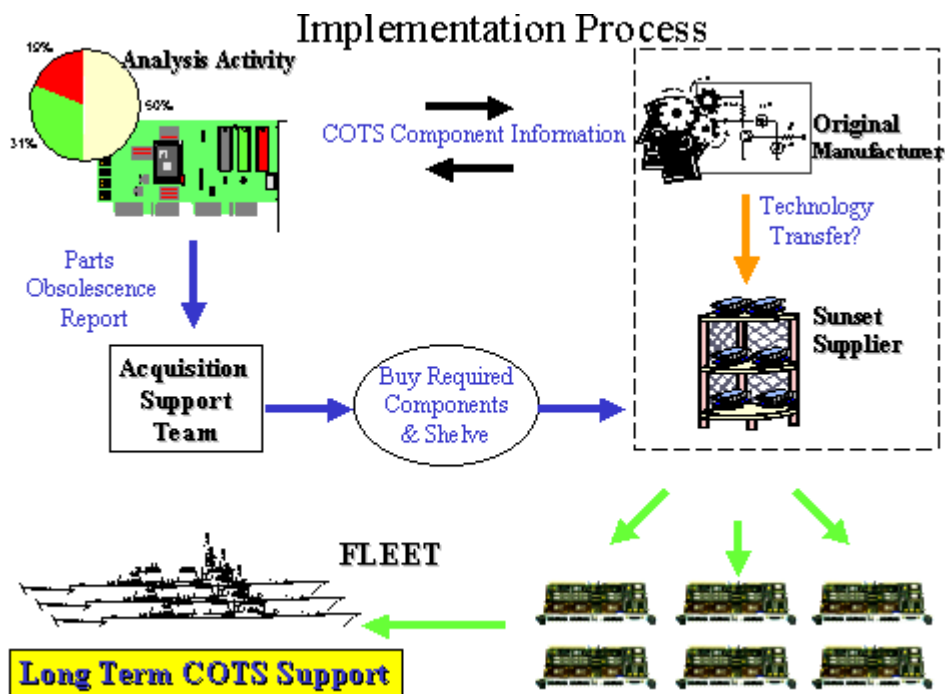 Implementation Process
19%
Analysis Activity
50%
31%
COTS Component Information
Original
Manufacturer
Technology
Transfer?
Parts
Obsolescence
Report
Sunset
Supplier
Acquisition
Support
Team
Buy Required
Components
& Shelve
FLEET
Long Term COTS Support